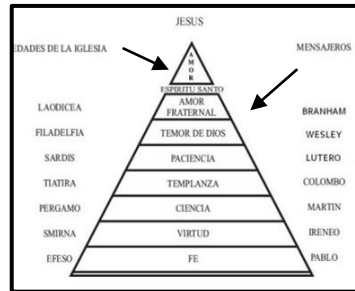 JESUS
EDADES DE LA IGLESIA
MENSAJEROS
AMOR
ESPIRITU SANTO
LAODICEA AMOR FRATERNAL BRANHAM
FILADELFIA TEMOR DE DIOS WESLEY
SARDIS PACIENCIA LUTERO
TIATIRA TEMPLANZA COLOMBO
PERGAMO CIENCIA MARTIN
SMIRNA VIRTUD IRENEO
EFESO FE PABLO